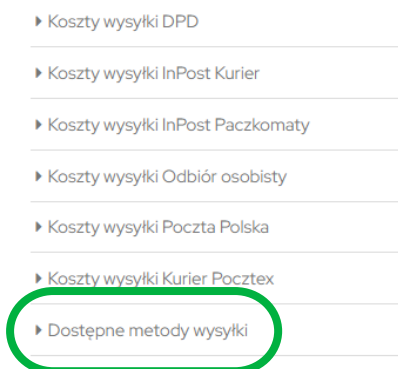 Koszty wysyłki DPD
Koszty wysyłki InPost Kurier
Koszty wysyłki InPost Paczkomaty
Koszty wysyłki Odbiór osobisty
Koszty wysyłki Poczta Polska
Koszty wysyłki Kurier Pocztex
Dostępne metody wysyłki